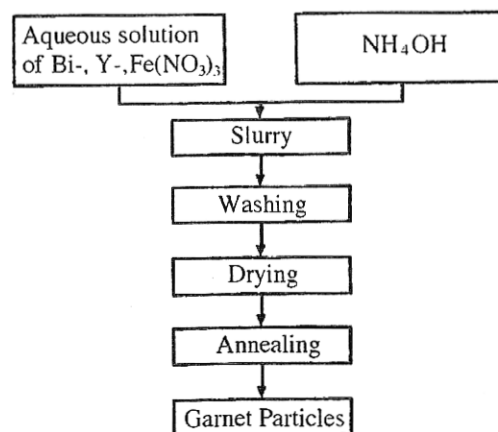 Aqueous solution
of Bi-, Y-,Fe(NO₃)₃
NH₄OH
Slurry
Washing
Drying
Annealing
Garnet Particles